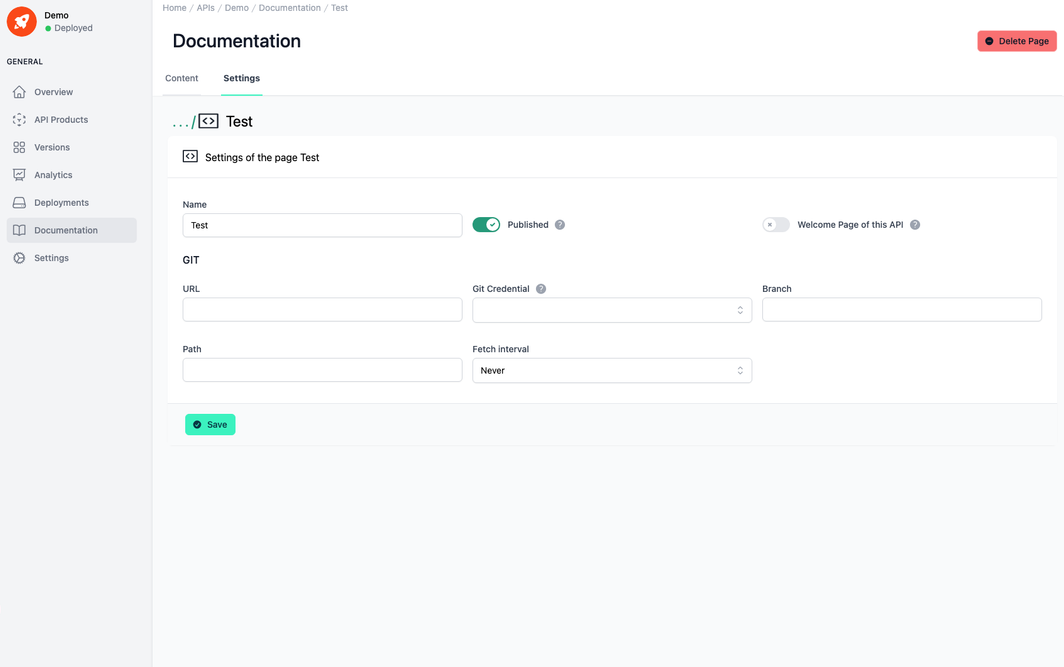 Demo
Deployed
GENERAL
Overview
API Products
Versions
Analytics
Deployments
Documentation
Settings
Home / APIs / Demo / Documentation / Test
Documentation
Delete Page
Content Settings
.../ Test
Settings of the page Test
Name
Test
Published ?
Welcome Page of this API ?
GIT
URL
Git Credential ?
Branch
Path
Fetch interval
Never
Save